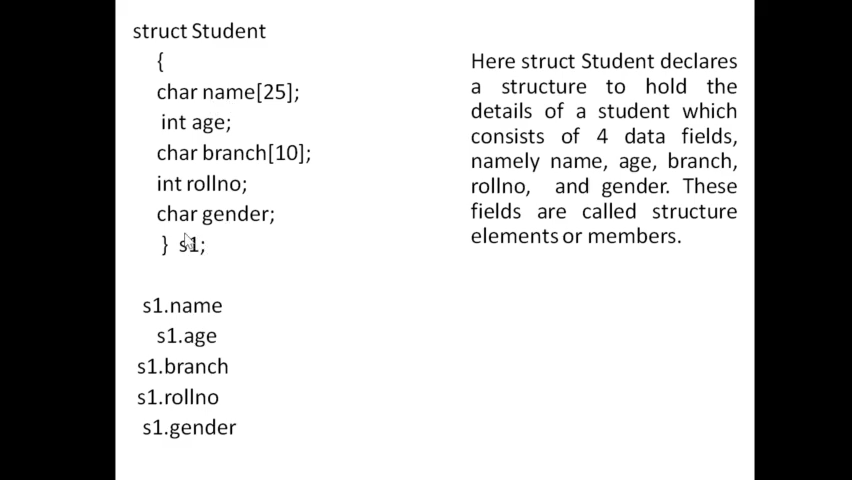 struct Student
{
char name[25];
int age;
char branch[10];
int rollno;
char gender;
} s1;
s1.name
s1.age
s1.branch
s1.rollno
s1.gender
Here struct Student declares
a structure to hold the
details of a student which
consists of 4 data fields,
namely name, age, branch,
rollno, and gender. These
fields are called structure
elements or members.